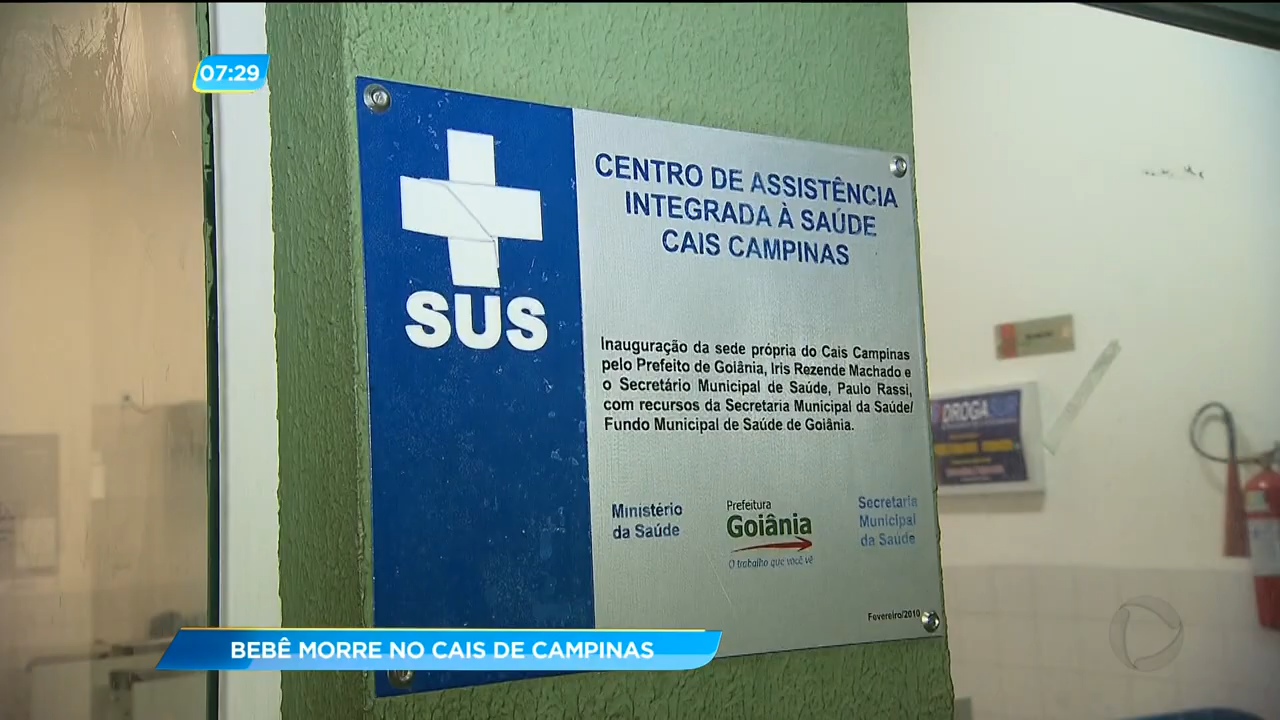 07:29
SUS
CENTRO DE ASSISTÊNCIA
INTEGRADA À SAÚDE
CAIS CAMPINAS
Inauguração da sede própria do Cais Campinas
pelo Prefeito de Goiânia, Iris Rezende Machado e
o Secretário Municipal de Saúde, Paulo Rassi,
com recursos da Secretaria Municipal da Saúde/
Fundo Municipal de Saúde de Goiânia.
Ministério
da Saúde
Prefeitura
Goiânia
O trabalho que você vê
Secretaria
Municipal
da Saúde
Fevereiro/2010
DROGA
BEBÊ MORRE NO CAIS DE CAMPINAS